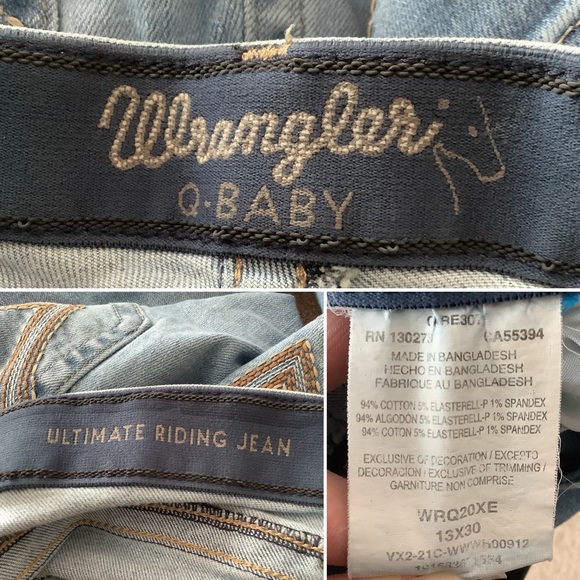 Wrangler
Q·BABY
ULTIMATE RIDING JEAN
RN 130273 CA55394
MADE IN BANGLADESH
HECHO EN BANGLADESH
FABRIQUE AU BANGLADESH
94% COTTON 5% ELASTERELL-P 1% SPANDEX
94% ALGODÓN 5% ELASTERELL-P 1% SPANDEX
94% COTON 5% ELASTERELL-P 1% SPANDEX
EXCLUSIVE OF DECORATION / EXCEPTO
DECORACION / EXCLUSIVE OF TRIMMING /
GARNITURE NON COMPRISE
WRQ20XE
13X30